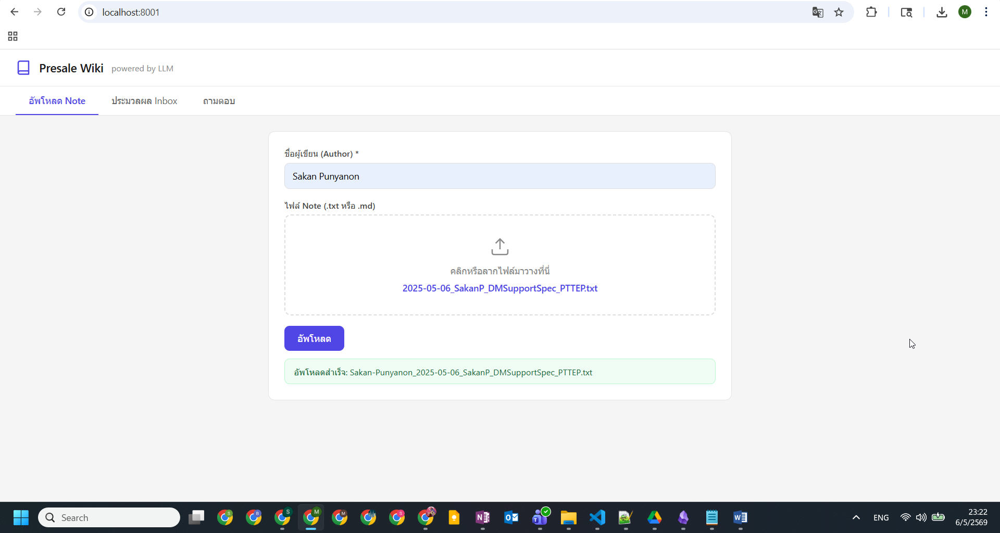 localhost:8001
M
Presale Wiki powered by LLM
อัพโหลด Note ประมวลผล Inbox ถามตอบ
ชื่อผู้เขียน (Author) *
Sakan Punyanon
ไฟล์ Note (.txt หรือ .md)
คลิกหรือลากไฟล์มาวางที่นี่
2025-05-06_SakanP_DMSupportSpec_PTTEP.txt
อัพโหลด
อัพโหลดสำเร็จ: Sakan-Punyanon_2025-05-06_SakanP_DMSupportSpec_PTTEP.txt
Search
ENG
23:22
6/5/2569